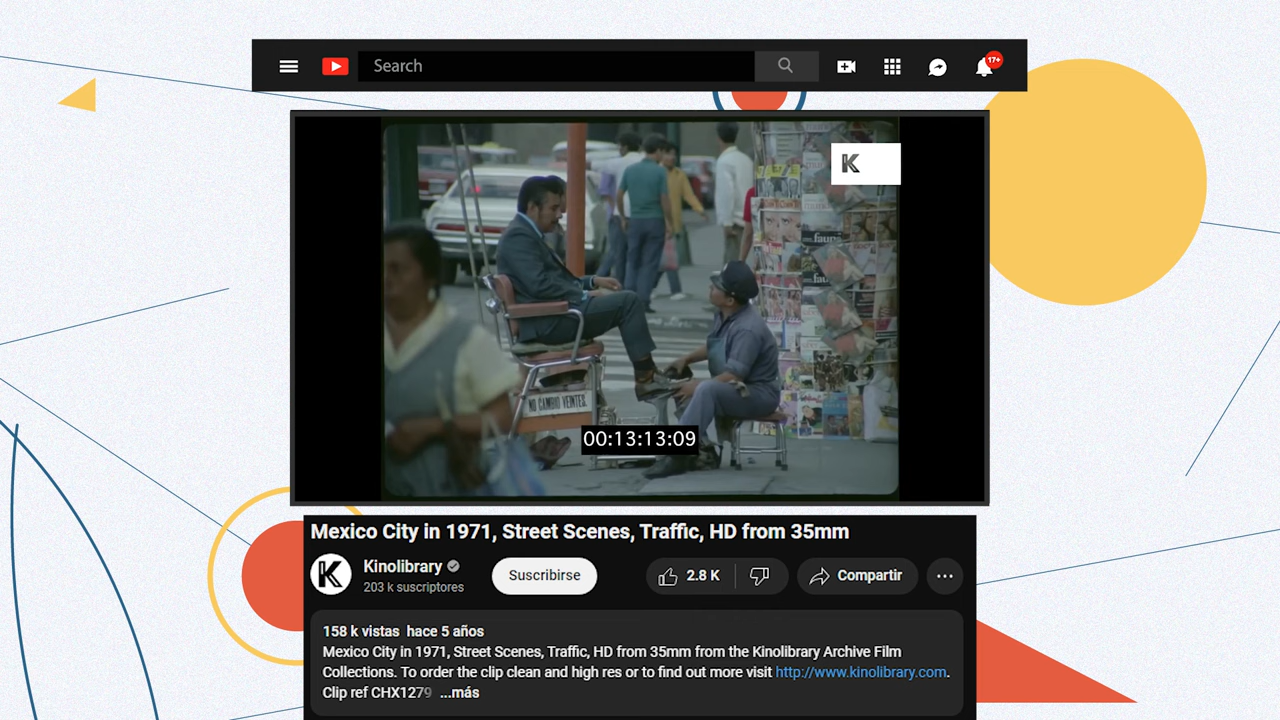 Search
17+
K
faun
NO CAMBIO VEINTES.
00:13:13:09
Mexico City in 1971, Street Scenes, Traffic, HD from 35mm
K
Kinolibrary
203 k suscriptores
Suscribirse
2.8 K
Compartir
158 k vistas hace 5 años
Mexico City in 1971, Street Scenes, Traffic, HD from 35mm from the Kinolibrary Archive Film
Collections. To order the clip clean and high res or to find out more visit http://www.kinolibrary.com.
Clip ref CHX1279 ...más